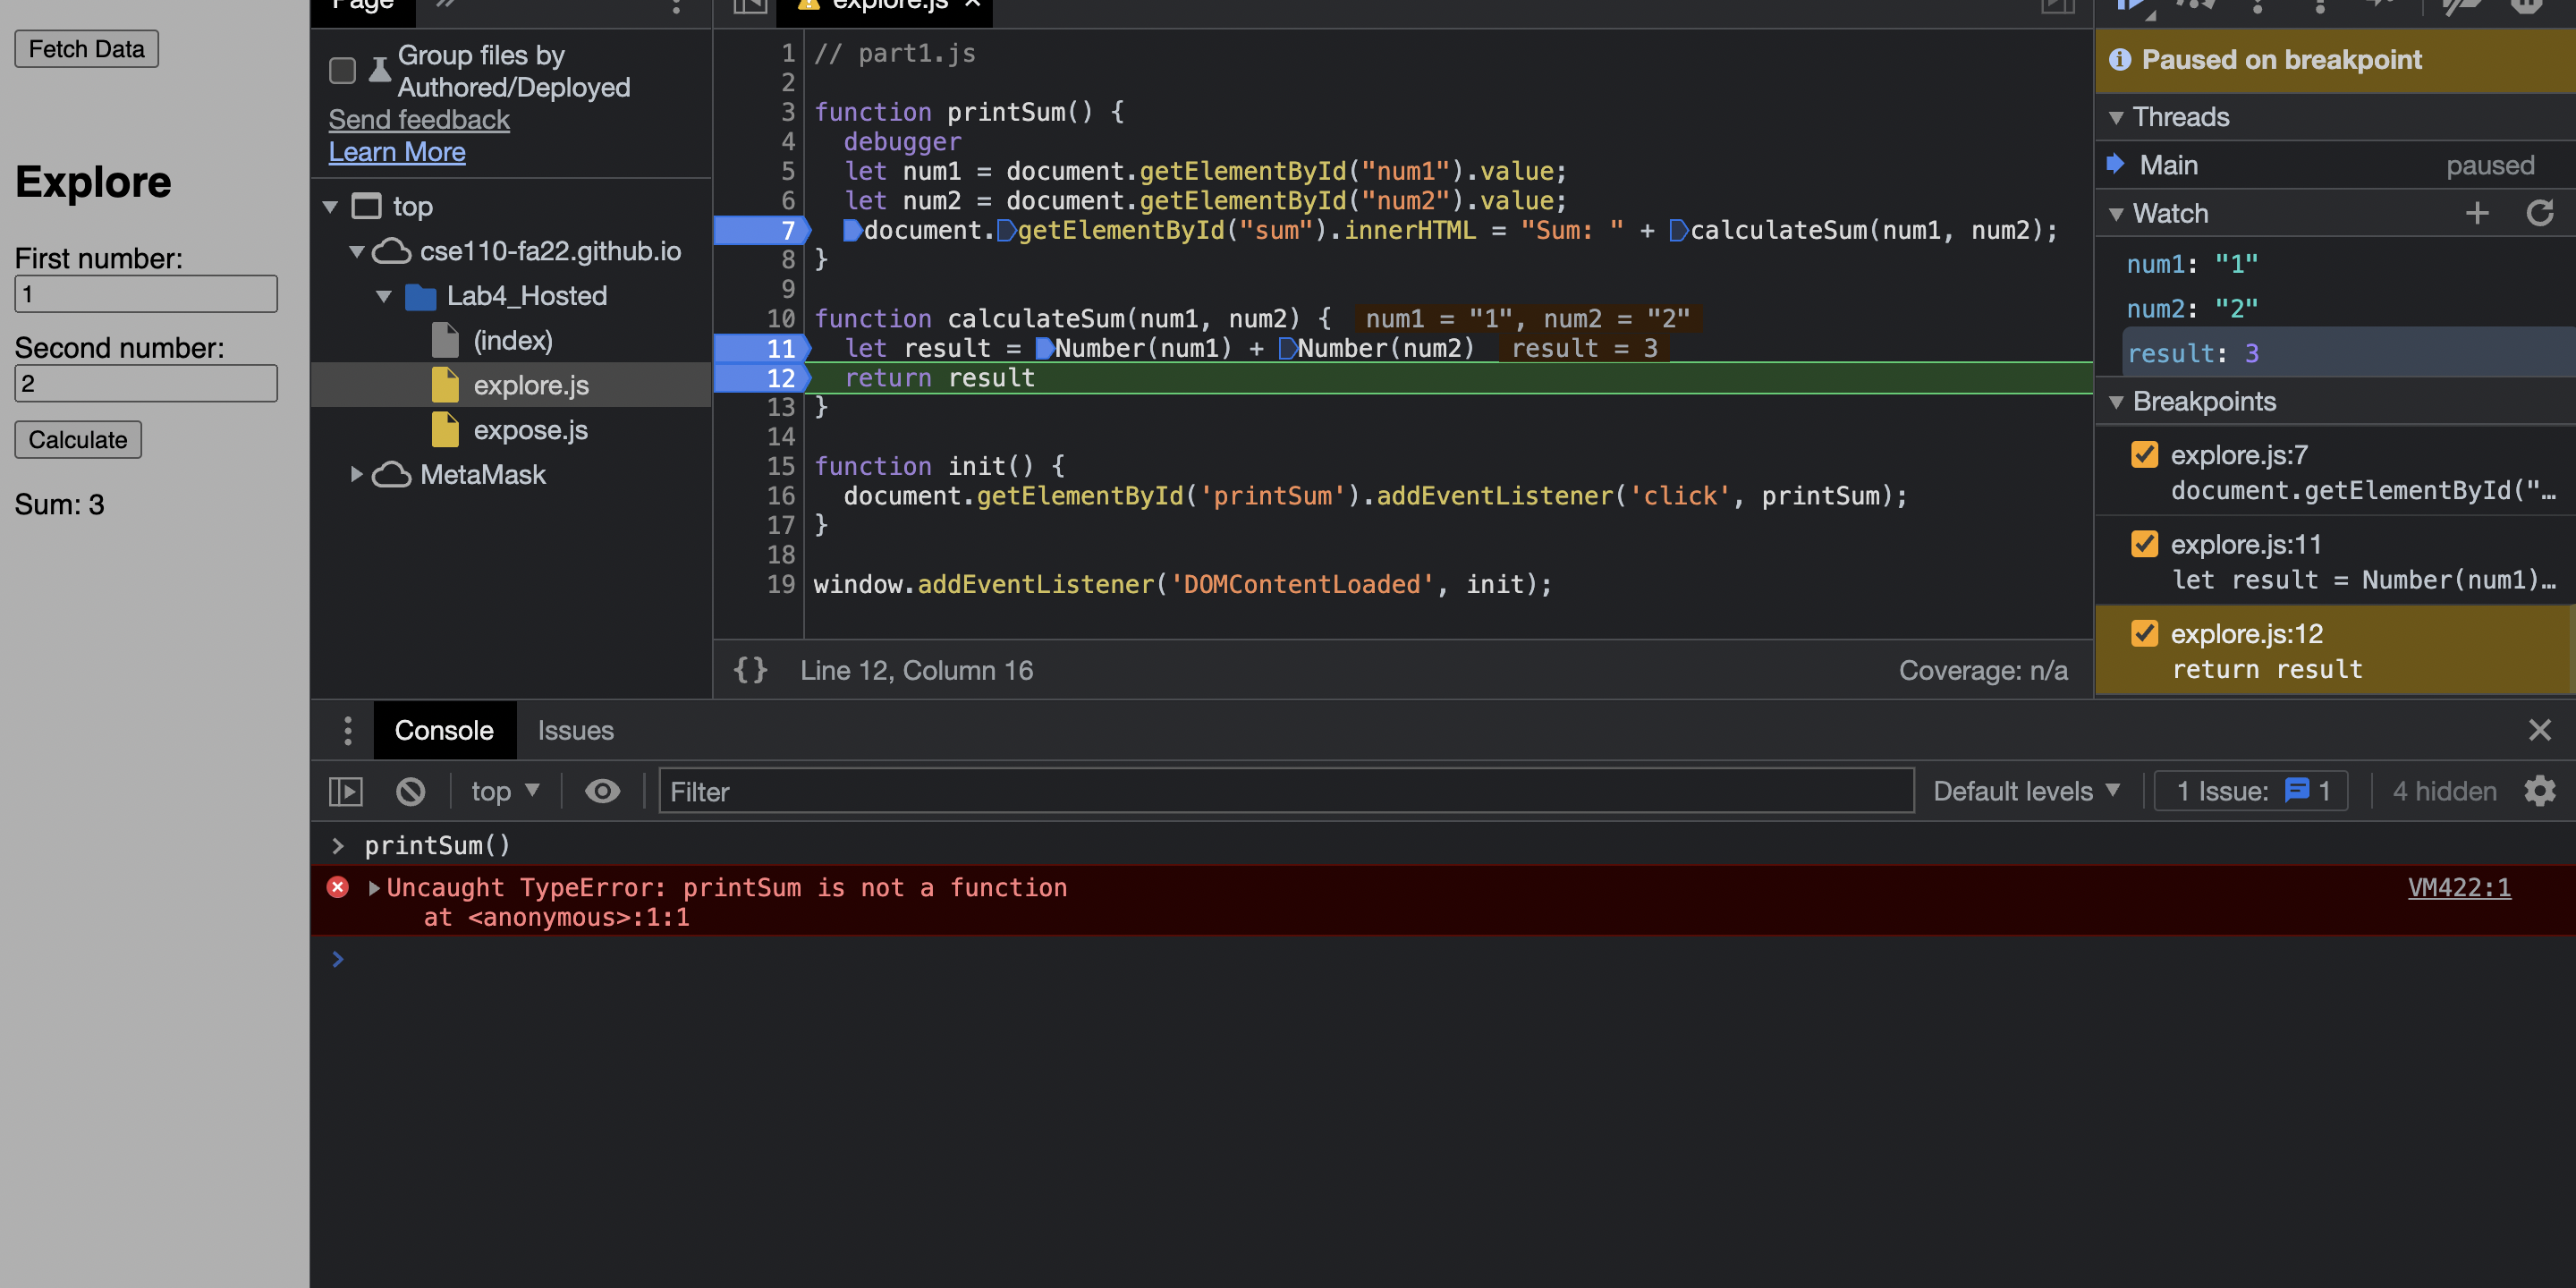 Fetch Data
Explore
First number:
1
Second number:
2
Calculate
Sum: 3
Page
Group files by
Authored/Deployed
Send feedback
Learn More
top
cse110-fa22.github.io
Lab4_Hosted
(index)
explore.js
expose.js
MetaMask
explore.js ×
1 // part1.js
2
3 function printSum() {
4 debugger
5 let num1 = document.getElementById("num1").value;
6 let num2 = document.getElementById("num2").value;
7 document.getElementById("sum").innerHTML = "Sum: " + calculateSum(num1, num2);
8 }
9
10 function calculateSum(num1, num2) { num1 = "1", num2 = "2"
11 let result = Number(num1) + Number(num2) result = 3
12 return result
13 }
14
15 function init() {
16 document.getElementById('printSum').addEventListener('click', printSum);
17 }
18
19 window.addEventListener('DOMContentLoaded', init);
{} Line 12, Column 16 Coverage: n/a
Paused on breakpoint
Threads
Main paused
Watch
num1: "1"
num2: "2"
result: 3
Breakpoints
explore.js:7
document.getElementById("…
explore.js:11
let result = Number(num1)…
explore.js:12
return result
Console Issues
top Filter Default levels 1 Issue: 1 4 hidden
> printSum()
Uncaught TypeError: printSum is not a function VM422:1
at <anonymous>:1:1
>